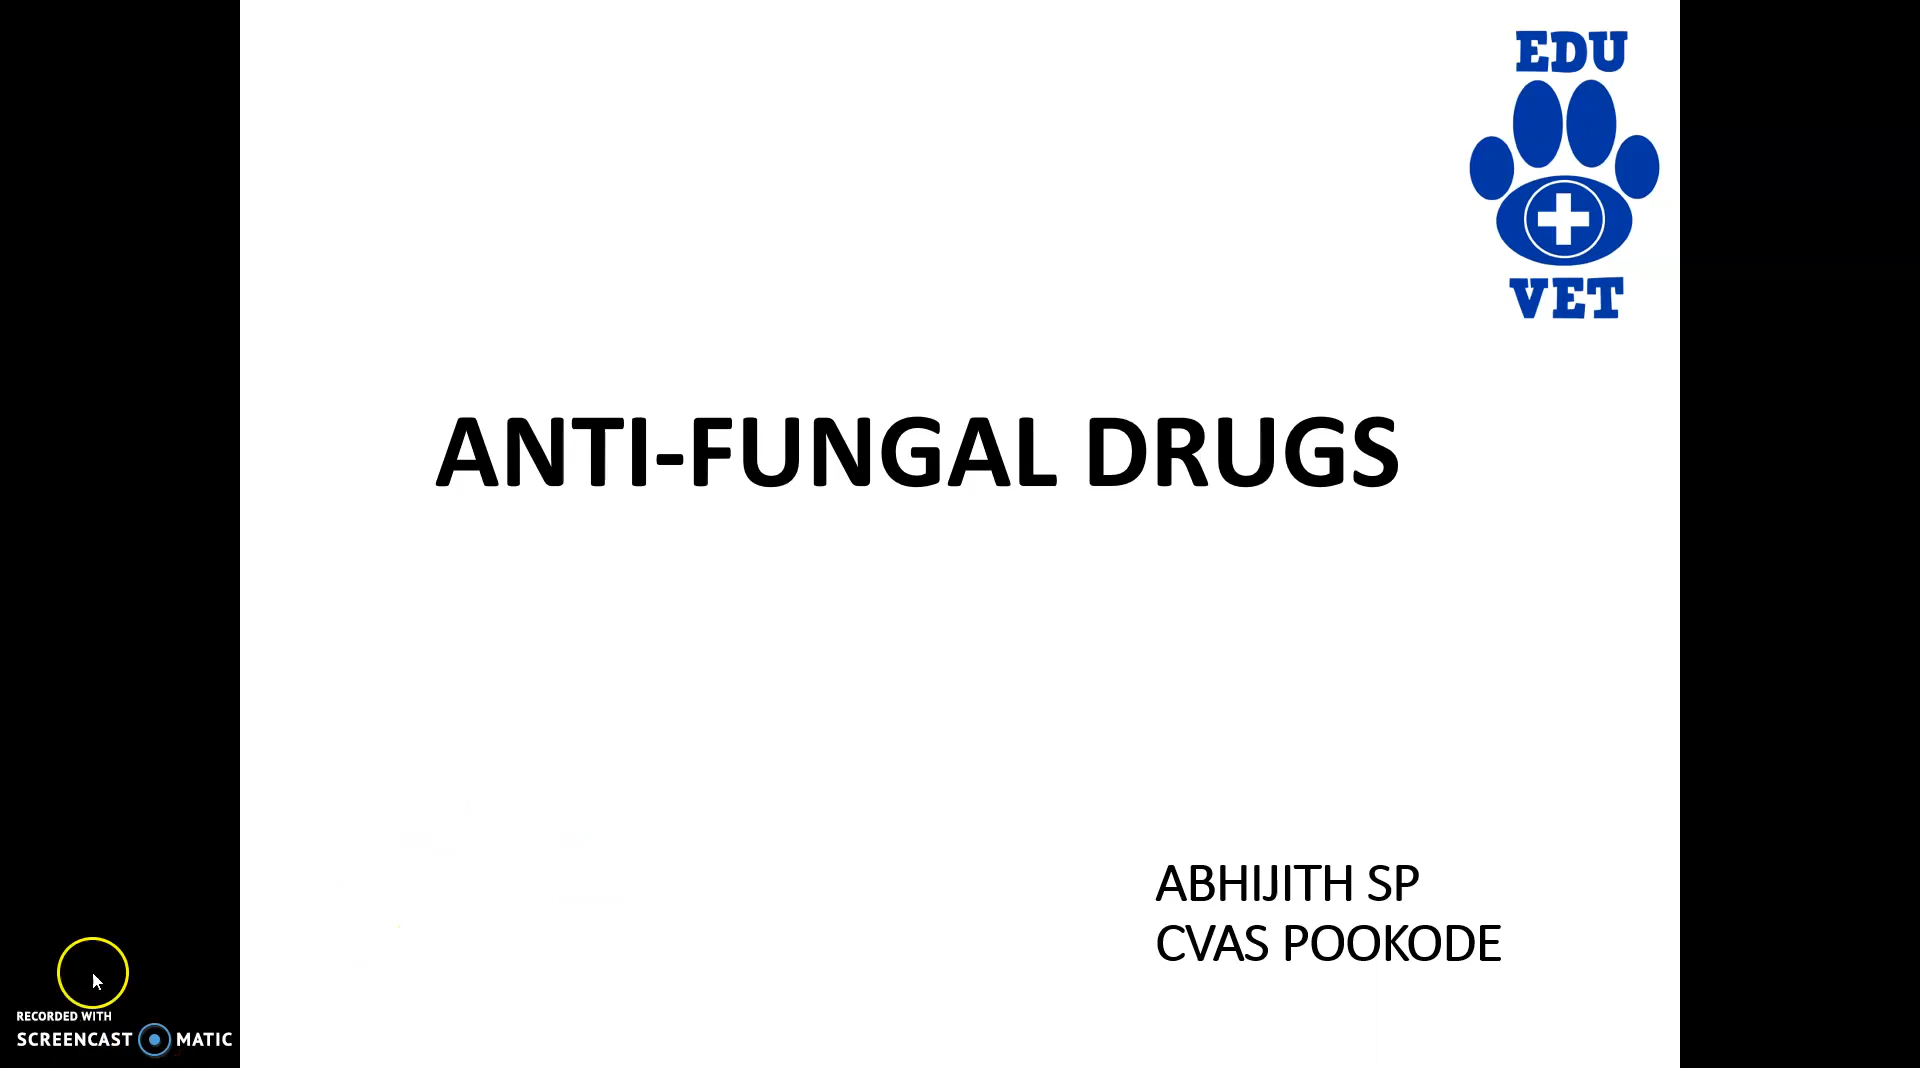 EDU
VET
ANTI-FUNGAL DRUGS
ABHIJITH SP
CVAS POOKODE
RECORDED WITH
SCREENCAST MATIC